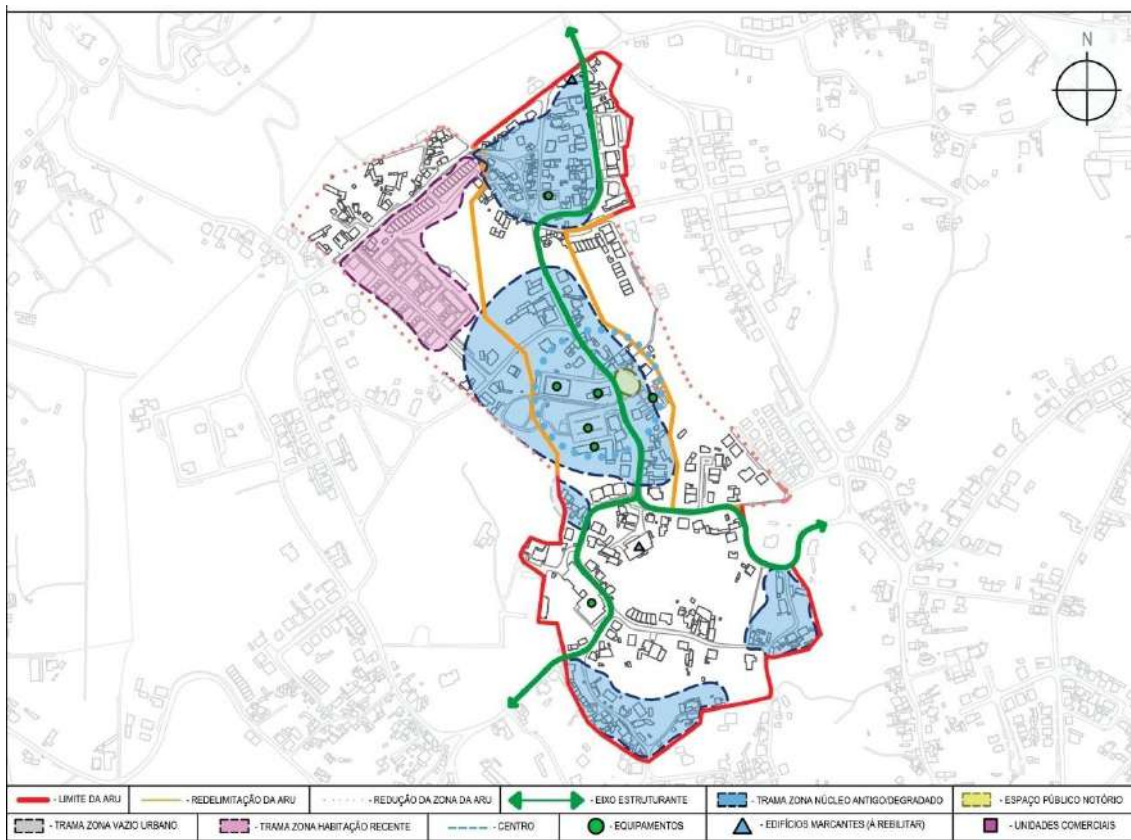 N
- LIMITE DA ARU
- REDELIMITAÇÃO DA ARU
- REDUÇÃO DA ZONA DA ARU
- EIXO ESTRUTURANTE
- TRAMA ZONA NÚCLEO ANTIGO/DEGRADADO
- ESPAÇO PÚBLICO NOTÓRIO
- TRAMA ZONA VAZIO URBANO
- TRAMA ZONA HABITAÇÃO RECENTE
- CENTRO
- EQUIPAMENTOS
- EDIFÍCIOS MARCANTES (À REBILITAR)
- UNIDADES COMERCIAIS